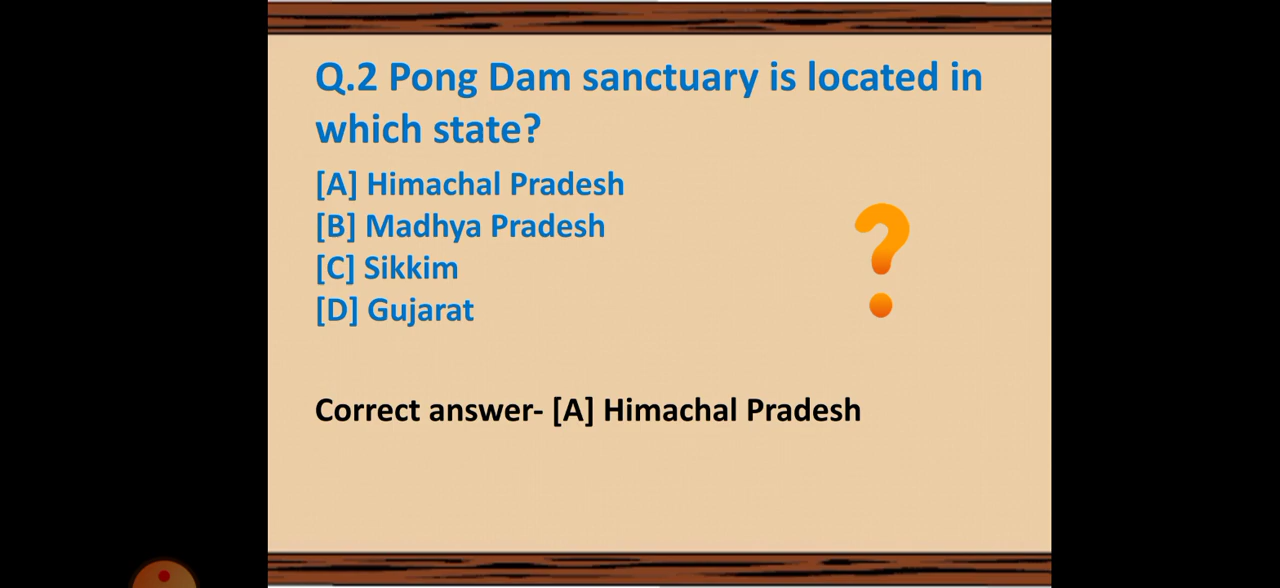 Q.2 Pong Dam sanctuary is located in
which state?
[A] Himachal Pradesh
[B] Madhya Pradesh
[C] Sikkim
[D] Gujarat
?
Correct answer- [A] Himachal Pradesh